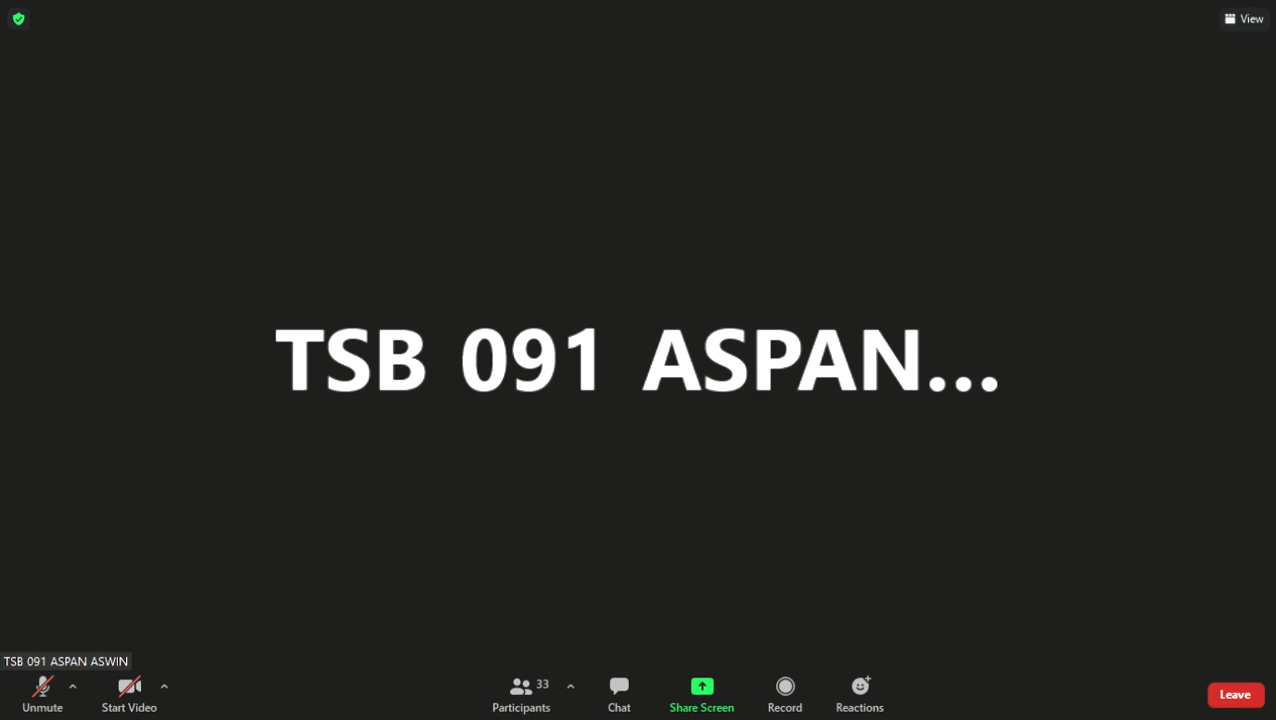 View
TSB 091 ASPAN...
TSB 091 ASPAN ASWIN
33
Unmute
Start Video
Participants
Chat
Share Screen
Record
Reactions
Leave